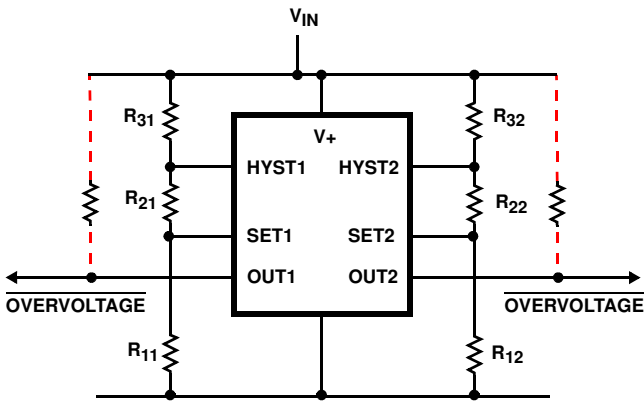 VIN
R31
R32
V+
HYST1
HYST2
R21
R22
SET1
SET2
OUT1
OUT2
OVERVOLTAGE
OVERVOLTAGE
R11
R12